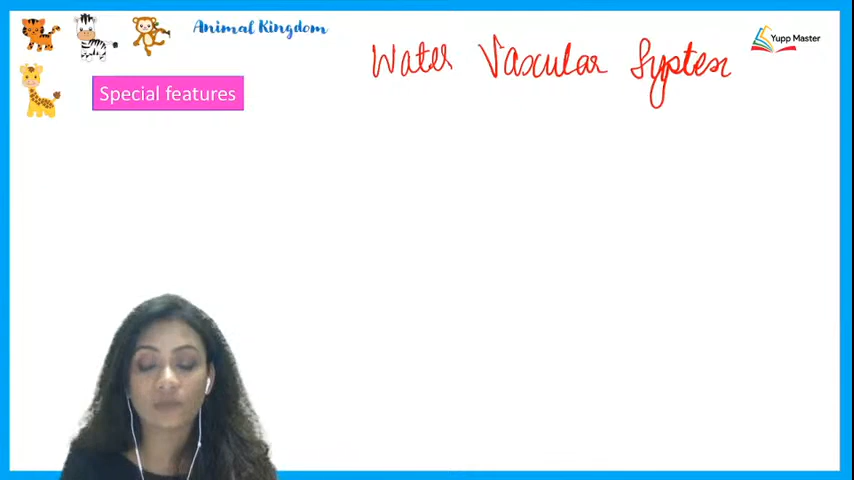 Animal Kingdom
Water Vascular System
Yupp Master
Special features